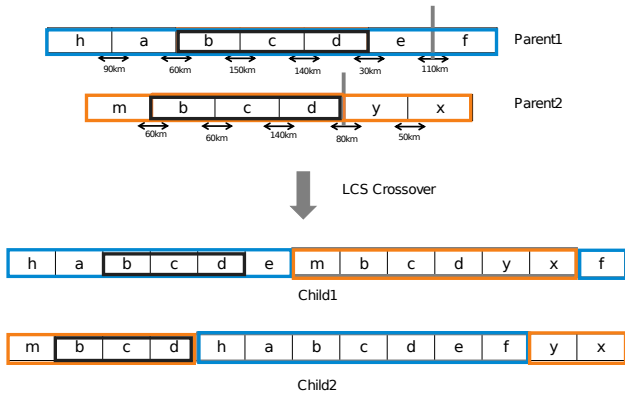 h a b c d e f Parent1
90km 60km 150km 140km 30km 110km
m b c d y x Parent2
60km 60km 140km 80km 50km
LCS Crossover
h a b c d e m b c d y x f
Child1
m b c d h a b c d e f y x
Child2